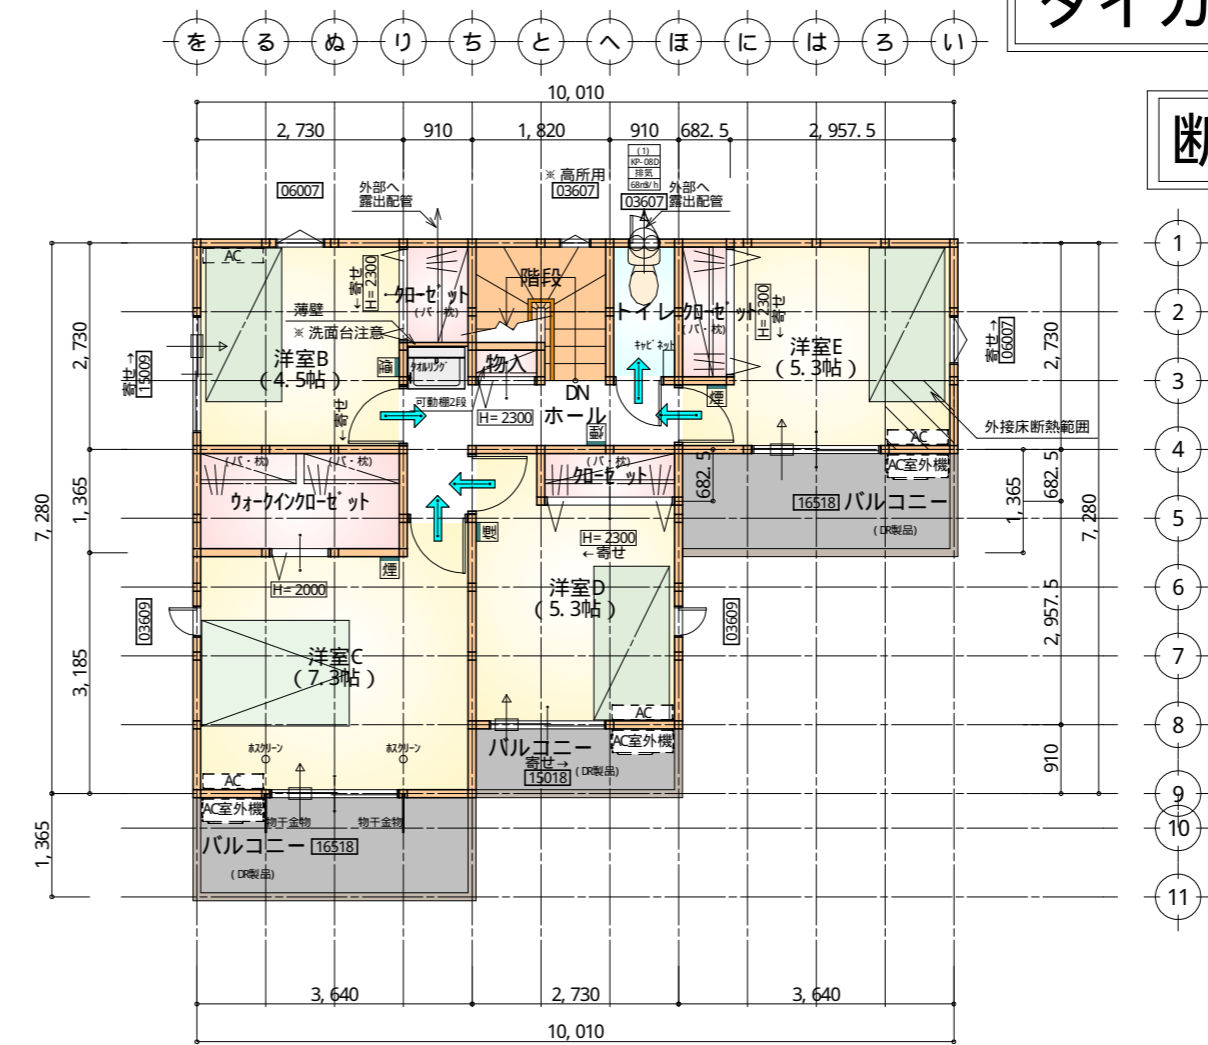 タイガ
断
を る ぬ り ち と へ ほ に は ろ い
10,010
2,730 910 1,820 910 682.5 2,957.5
(1)
KP-08D
排気
68m3/h
※高所用
03607
03607
06007
外部へ
露出配管
外部へ
露出配管
1
2
3
4
5
6
7
8
9
10
11
AC
←寄せ
H=2300
クローゼット
(パ・枕)
階段
トイレ
クローゼット
(パ・枕)
H=2300
寄せ→
06007
寄せ→
薄壁
※洗面台注意
洋室B
(4.5帖)
煙
タオルリング
物入
キャビネット
洋室E
(5.3帖)
寄せ→
15009
←寄せ
可動棚2段
H=2300
DN
ホール
煙
煙
外接床断熱範囲
AC
AC室外機
2,730
2,730
(パ・枕)
(パ・枕)
ウォークインクローゼット
(パ・枕)
クローゼット
682.5
16518
バルコニー
(DR製品)
1,365
682.5
7,280
7,280
1,365
煙
煙
H=2300
←寄せ
H=2000
洋室D
(5.3帖)
03609
03609
2,957.5
洋室C
(7.3帖)
3,185
AC
バルコニー
寄せ→
15018
(DR製品)
AC室外機
910
ホスクリーン
ホスクリーン
AC
AC室外機
物干金物
物干金物
バルコニー
16518
(DR製品)
1,365
3,640 2,730 3,640
10,010